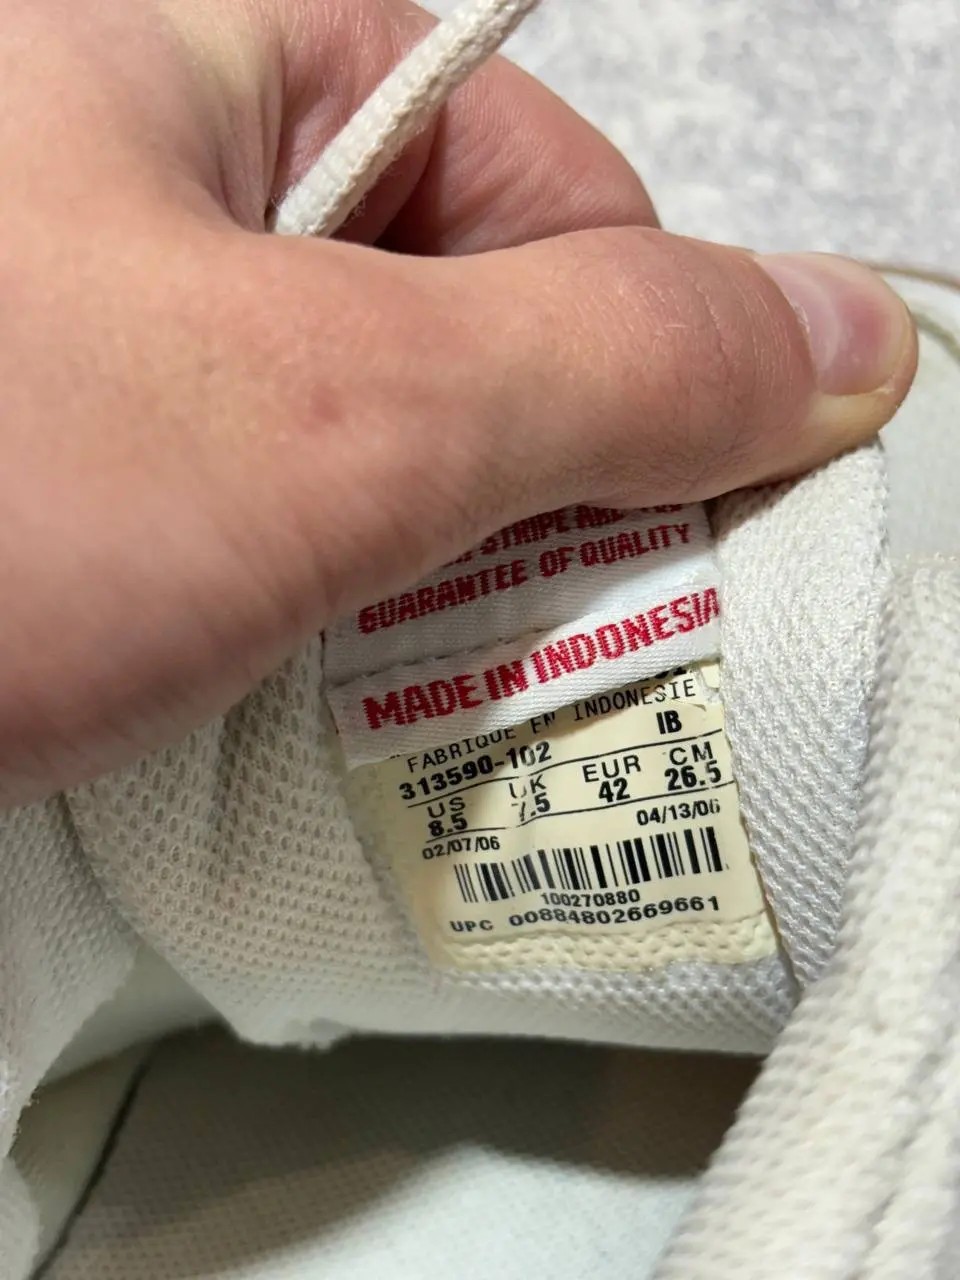 STRIPE
GUARANTEE OF QUALITY
MADE IN INDONESIA
FABRIQUE EN INDONESIE
313590-102 IB
US UK EUR CM
8.5 7.5 42 26.5
02/07/06 04/13/06
100270880
UPC 00884802669661